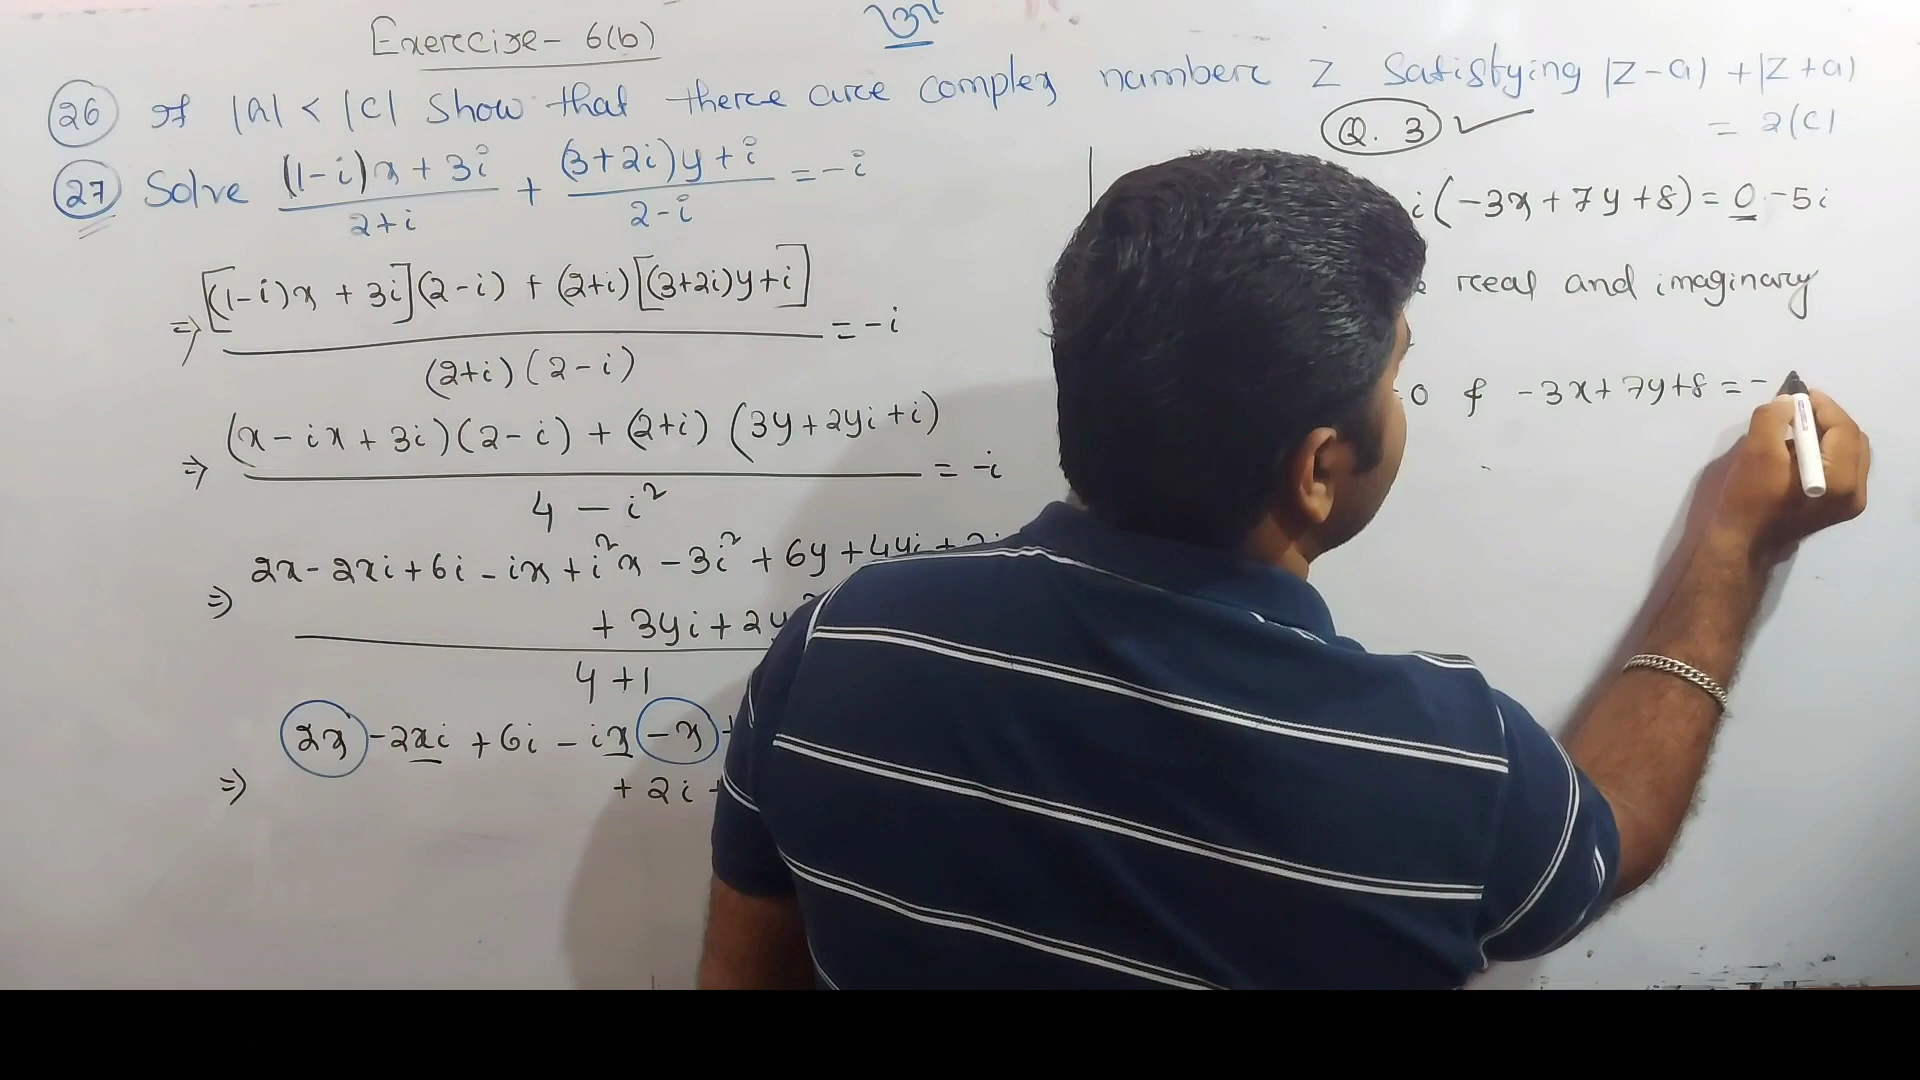 Exercise- 6(b)
26 If |a| < |c| Show that there are complex number z satisfying |z-a| + |z+a|
= 2|c|
Q. 3 ✓
27 Solve ((1-i)x + 3i)/(2+i) + ((3+2i)y + i)/(2-i) = -i
⇒ ([(1-i)x + 3i](2-i) + (2+i)[(3+2i)y+i])/((2+i)(2-i)) = -i
⇒ ((x - ix + 3i)(2-i) + (2+i)(3y+2yi+i))/(4 - i²) = -i
⇒ 2x - 2xi + 6i - ix + i²x - 3i² + 6y + 4yi +
+ 3yi + 2y
4+1
⇒ 2x - 2xi + 6i - ix - x
+ 2i +
i(-3x + 7y + 8) = 0 - 5i
real and imaginary
0 & -3x + 7y + 8 = -